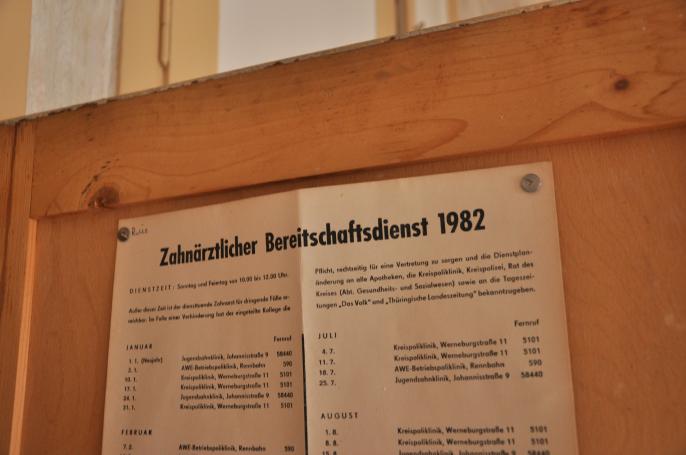 Zahnärztlicher Bereitschaftsdienst 1982
DIENSTZEIT: Sonntag und Feiertag von 10.00 bis 12.00 Uhr.
Außer dieser Zeit ist der diensttuende Zahnarzt für dringende Fälle erreichbar. Im Falle einer Verhinderung hat der eingeteilte Kollege die
Fernruf
JANUAR
1. 1. (Neujahr) Jugendzahnklinik, Johannisstraße 9 58440
3. 1. AWE-Betriebspoliklinik, Rennbahn 590
10. 1. Kreispoliklinik, Werneburgstraße 11 5101
17. 1. Kreispoliklinik, Werneburgstraße 11 5101
24. 1. Jugendzahnklinik, Johannisstraße 9 58440
31. 1. Kreispoliklinik, Werneburgstraße 11 5101
FEBRUAR
7. 2. AWE-Betriebspoliklinik, Rennbahn 590
Pflicht, rechtzeitig für eine Vertretung zu sorgen und die Dienstplan-
änderung an alle Apotheken, die Kreispoliklinik, Kreispolizei, Rat des
Kreises (Abt. Gesundheits- und Sozialwesen) sowie an die Tageszei-
tungen „Das Volk" und „Thüringische Landeszeitung" bekanntzugeben.
Fernruf
JULI
4. 7. Kreispoliklinik, Werneburgstraße 11 5101
11. 7. Kreispoliklinik, Werneburgstraße 11 5101
18. 7. AWE-Betriebspoliklinik, Rennbahn 590
25. 7. Jugendzahnklinik, Johannisstraße 9 58440
AUGUST
1. 8. Kreispoliklinik, Werneburgstraße 11 5101
8. 8. Kreispoliklinik, Werneburgstraße 11 5101
15. 8. Jugendzahnklinik, Johannisstraße 9 58440